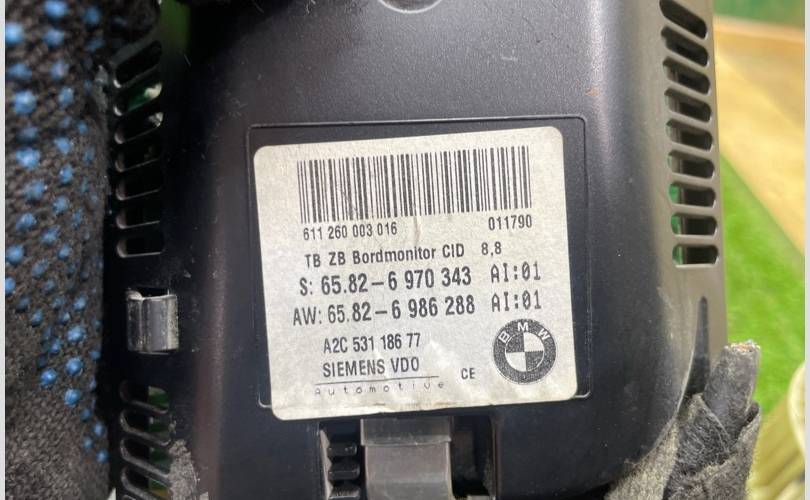 611 260 003 016 011790
TB ZB Bordmonitor CID 8,8
S: 65.82-6 970 343 AI:01
AW: 65.82-6 986 288 AI:01
A2C 531 186 77
SIEMENS VDO
Automotive CE
BMW